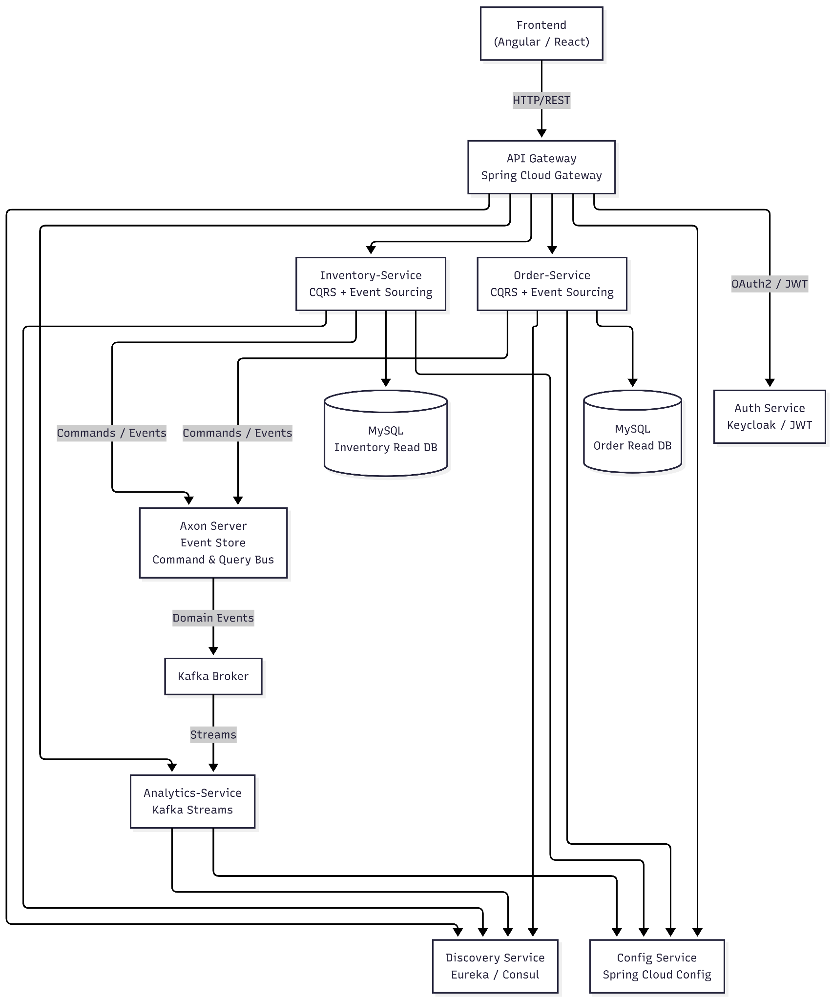 Frontend
(Angular / React)
HTTP/REST
API Gateway
Spring Cloud Gateway
Inventory-Service
CQRS + Event Sourcing
Order-Service
CQRS + Event Sourcing
OAuth2 / JWT
Commands / Events
Commands / Events
MySQL
Inventory Read DB
MySQL
Order Read DB
Auth Service
Keycloak / JWT
Axon Server
Event Store
Command & Query Bus
Domain Events
Kafka Broker
Streams
Analytics-Service
Kafka Streams
Discovery Service
Eureka / Consul
Config Service
Spring Cloud Config